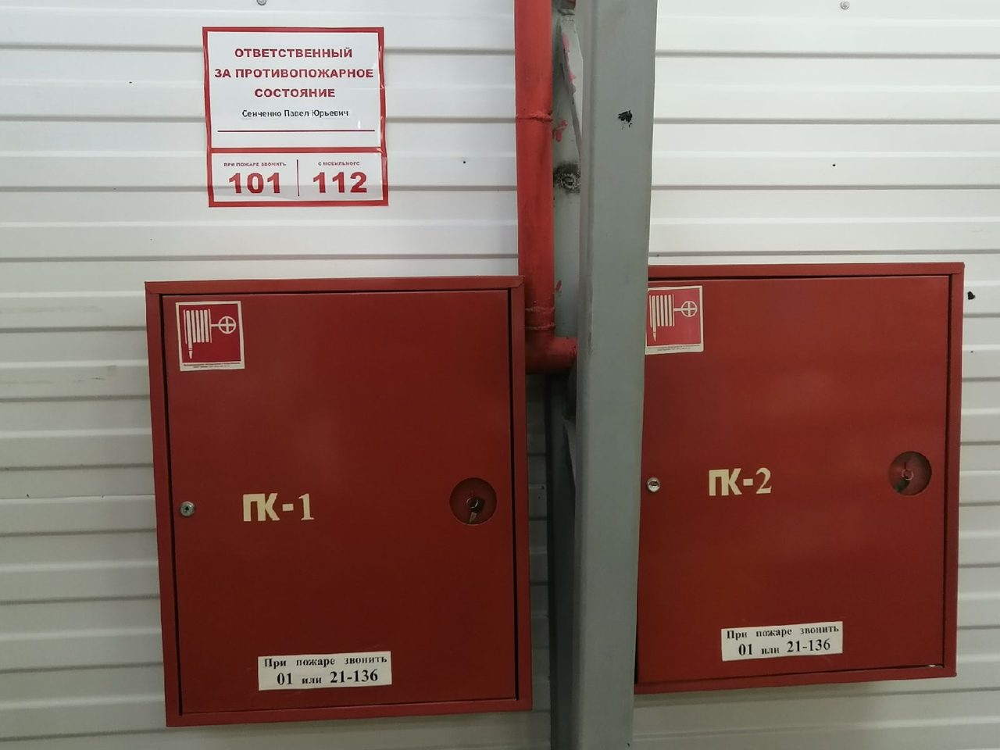 ОТВЕТСТВЕННЫЙ
ЗА ПРОТИВОПОЖАРНОЕ
СОСТОЯНИЕ
Сенченко Павел Юрьевич
ПРИ ПОЖАРЕ ЗВОНИТЬ
101
С МОБИЛЬНОГО
112
ПК-1
При пожаре звонить
01 или 21-136
ПК-2
При пожаре звонить
01 или 21-136